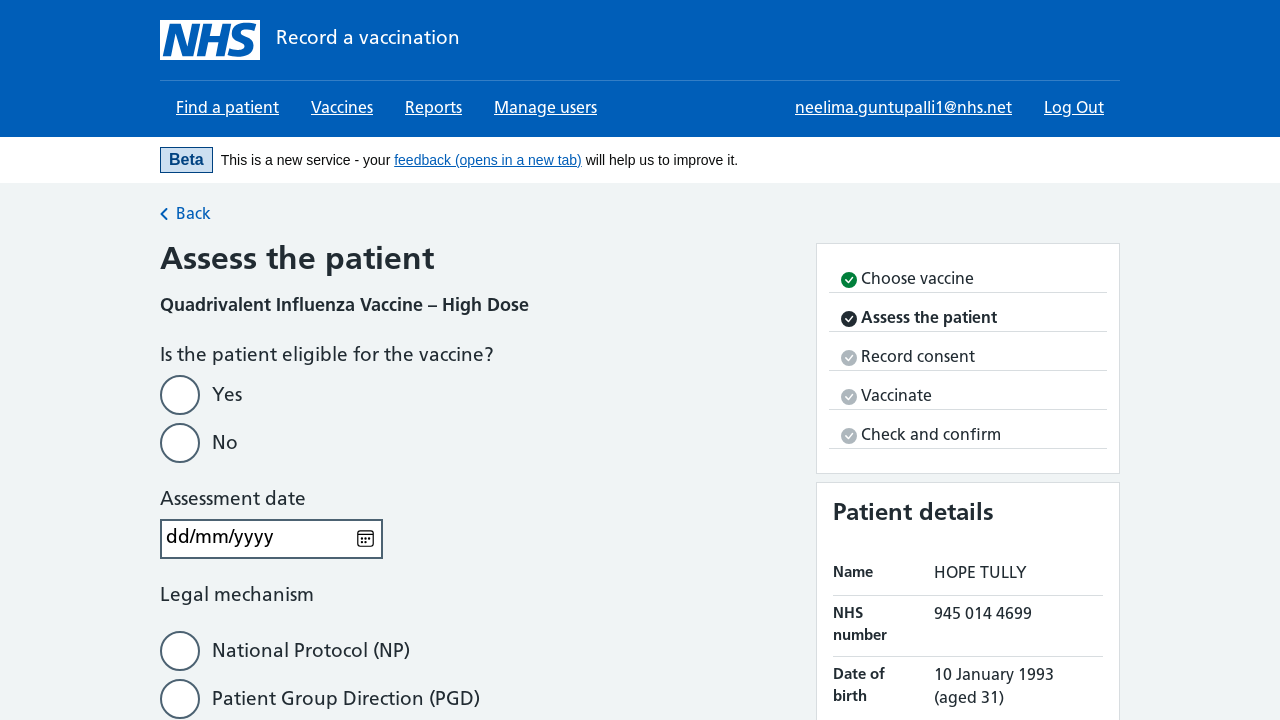 NHS Record a vaccination
Find a patient Vaccines Reports Manage users neelima.guntupalli1@nhs.net Log Out
Beta This is a new service - your feedback (opens in a new tab) will help us to improve it.
Back
Assess the patient
Quadrivalent Influenza Vaccine – High Dose
Is the patient eligible for the vaccine?
Yes
No
Assessment date
dd/mm/yyyy
Legal mechanism
National Protocol (NP)
Patient Group Direction (PGD)
Choose vaccine
Assess the patient
Record consent
Vaccinate
Check and confirm
Patient details
Name HOPE TULLY
NHS number 945 014 4699
Date of birth 10 January 1993 (aged 31)